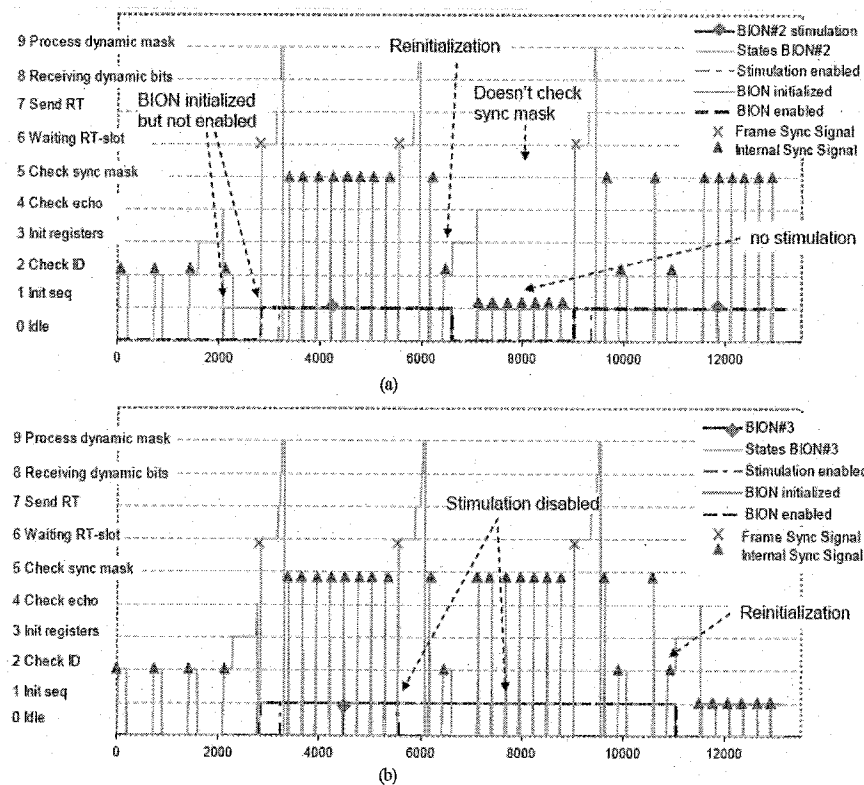 9 Process dynamic mask
8 Receiving dynamic bits
7 Send RT
6 Waiting RT-slot
5 Check sync mask
4 Check echo
3 Init registers
2 Check ID
1 Init seq
0 Idle
BION initialized
but not enabled
Reinitialization
Doesn't check
sync mask
no stimulation
BION#2 stimulation
States BION#2
Stimulation enabled
BION initialized
BION enabled
Frame Sync Signal
Internal Sync Signal
0 2000 4000 6000 8000 10000 12000
(a)
9 Process dynamic mask
8 Receiving dynamic bits
7 Send RT
6 Waiting RT-slot
5 Check sync mask
4 Check echo
3 Init registers
2 Check ID
1 Init seq
0 Idle
Stimulation disabled
Reinitialization
BION#3
States BION#3
Stimulation enabled
BION initialized
BION enabled
Frame Sync Signal
Internal Sync Signal
0 2000 4000 6000 8000 10000 12000
(b)